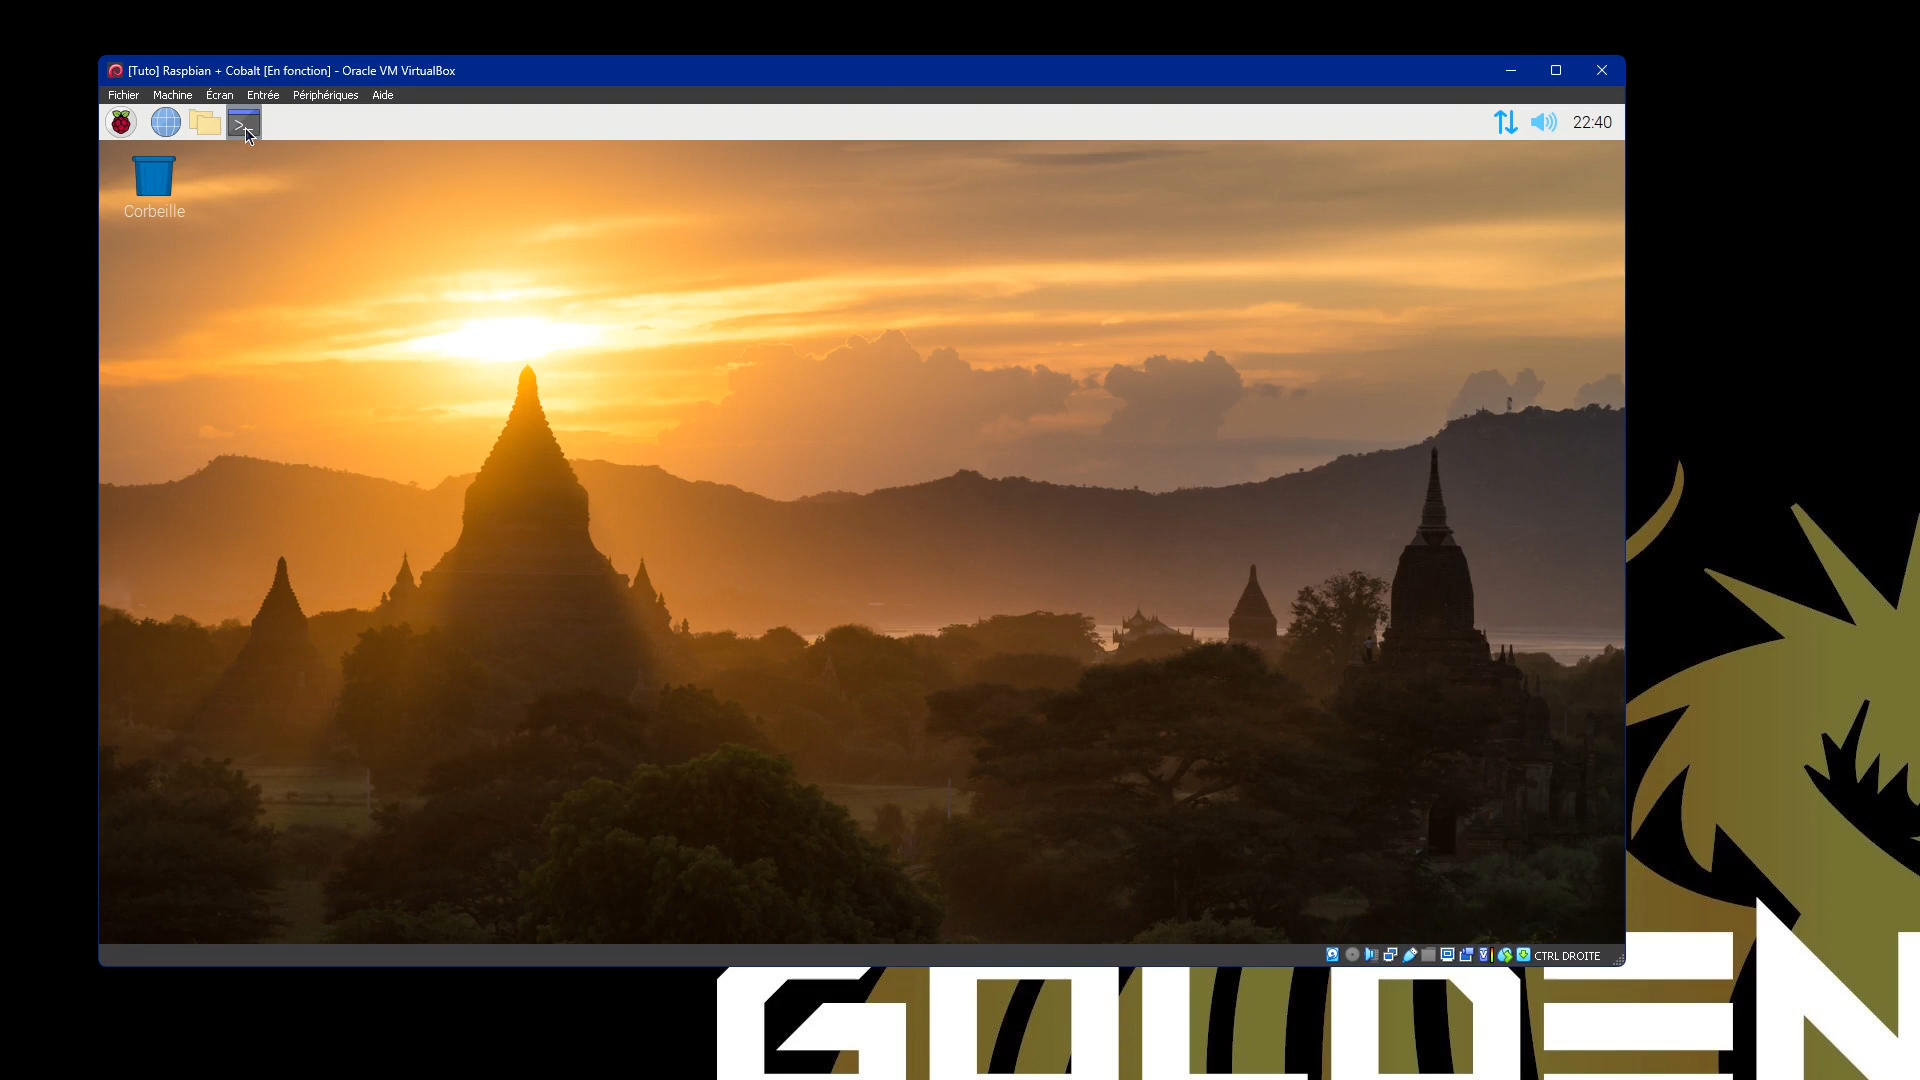 [Tuto] Raspbian + Cobalt [En fonction] - Oracle VM VirtualBox
Fichier Machine Écran Entrée Périphériques Aide
>_
22:40
Corbeille
CTRL DROITE
GOLDEN